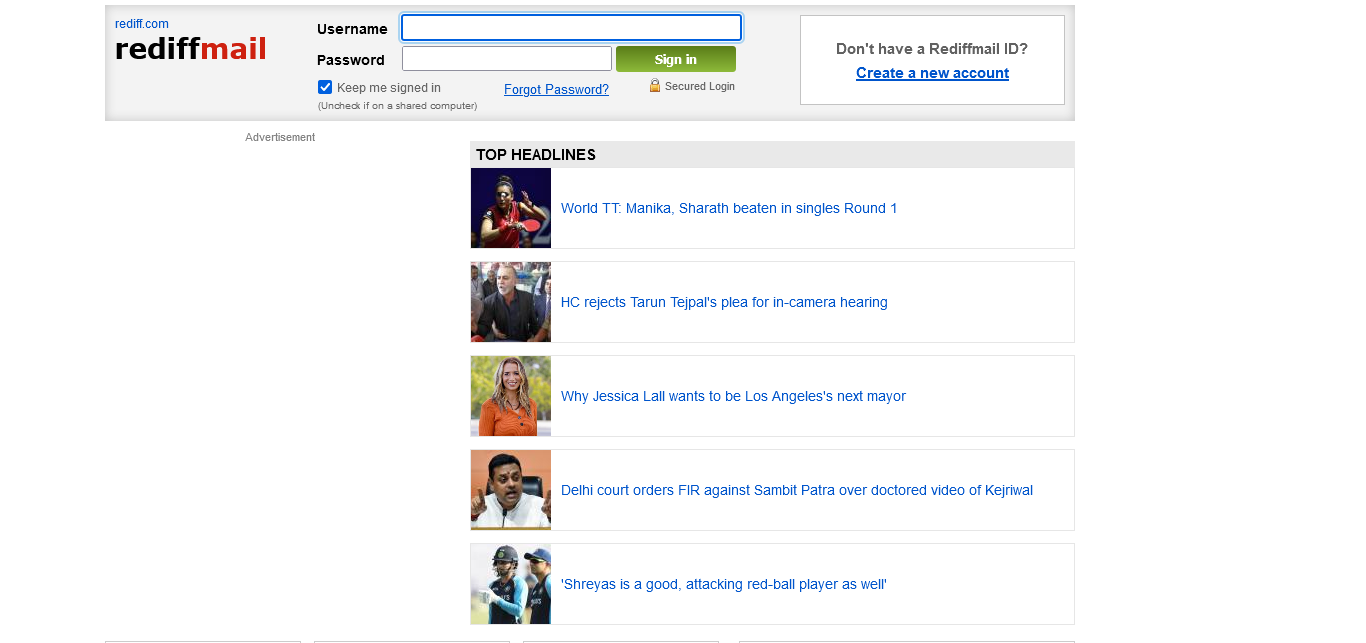 rediff.com
rediffmail
Username
Password
Sign in
Keep me signed in
(Uncheck if on a shared computer)
Forgot Password?
Secured Login
Don't have a Rediffmail ID?
Create a new account
Advertisement
TOP HEADLINES
World TT: Manika, Sharath beaten in singles Round 1
HC rejects Tarun Tejpal's plea for in-camera hearing
Why Jessica Lall wants to be Los Angeles's next mayor
Delhi court orders FIR against Sambit Patra over doctored video of Kejriwal
'Shreyas is a good, attacking red-ball player as well'